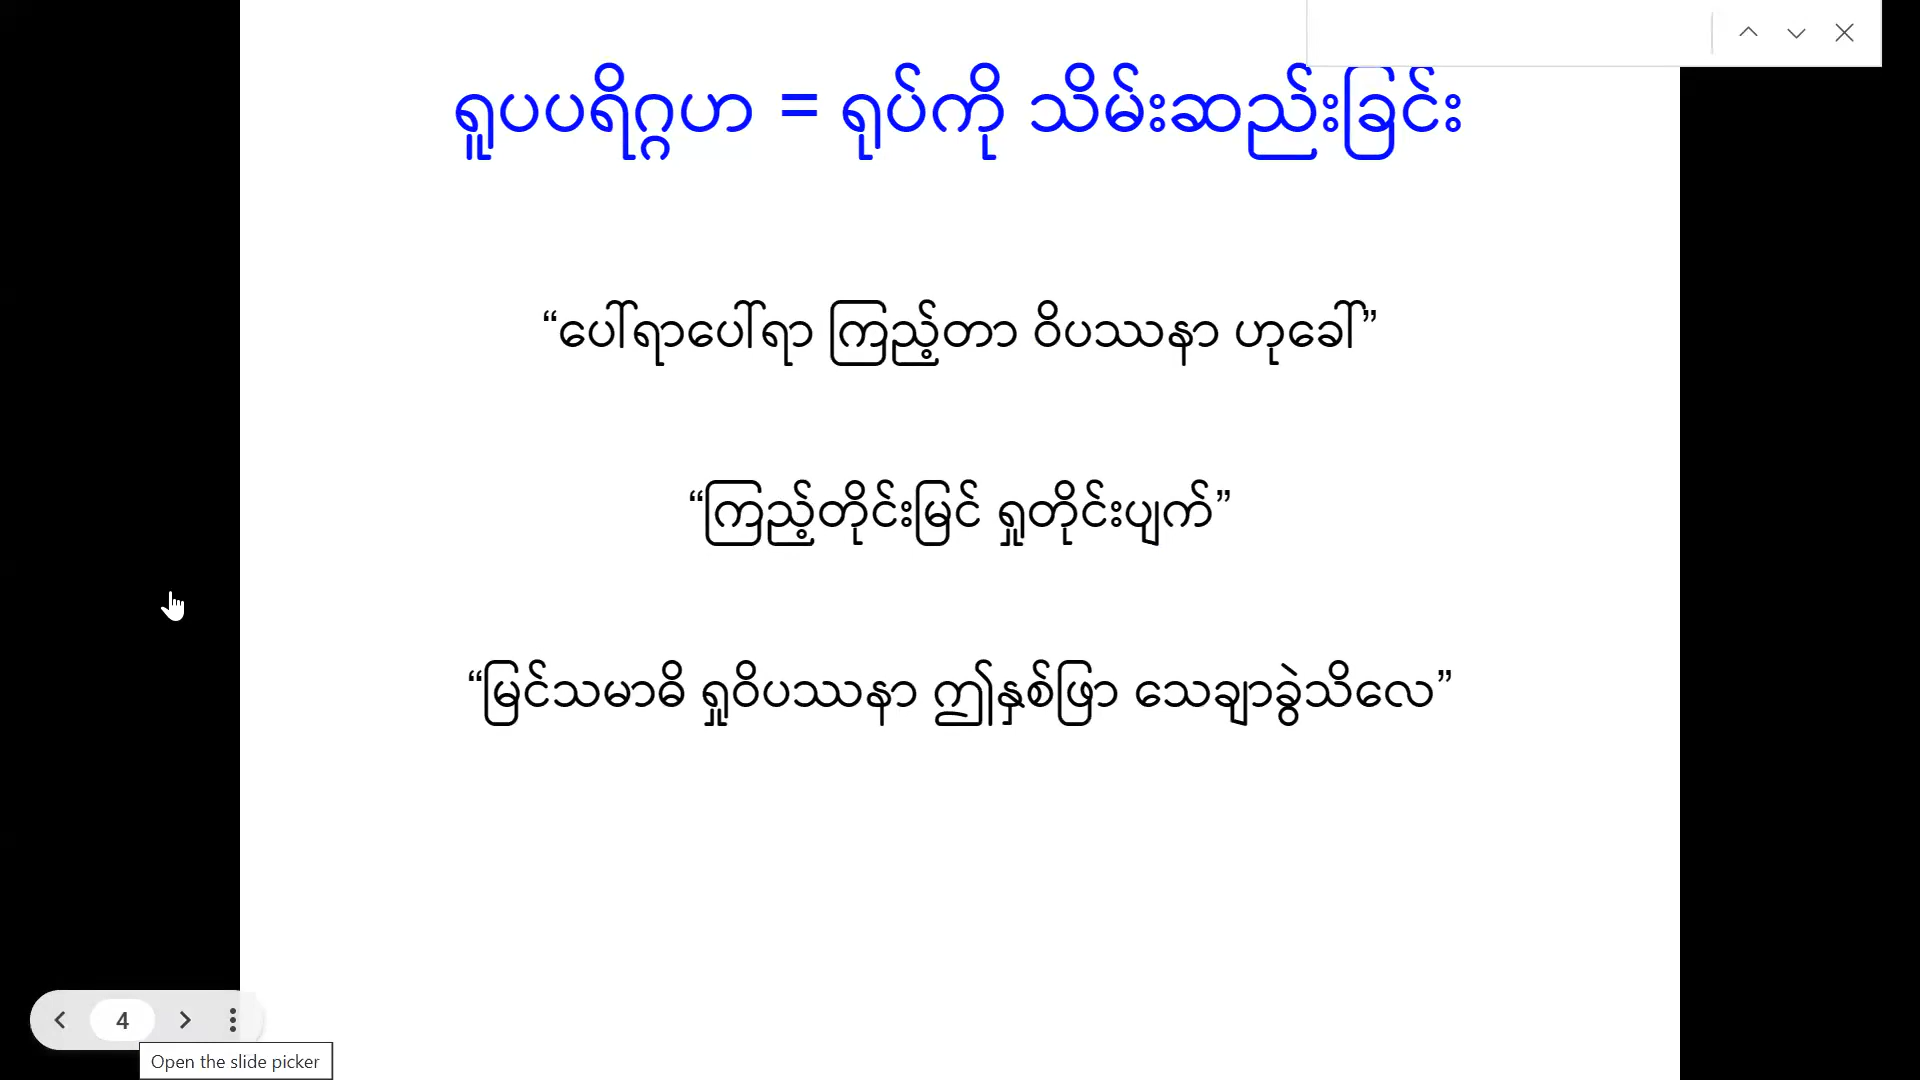 ရူပပရိဂ္ဂဟ = ရုပ်ကို သိမ်းဆည်းခြင်း
“ပေါ်ရာပေါ်ရာ ကြည့်တာ ဝိပဿနာ ဟုခေါ်”
“ကြည့်တိုင်းမြင် ရှုတိုင်းပျက်”
“မြင်သမာဓိ ရှုဝိပဿနာ ဤနှစ်ဖြာ သေချာခွဲသိလေ”
4
Open the slide picker